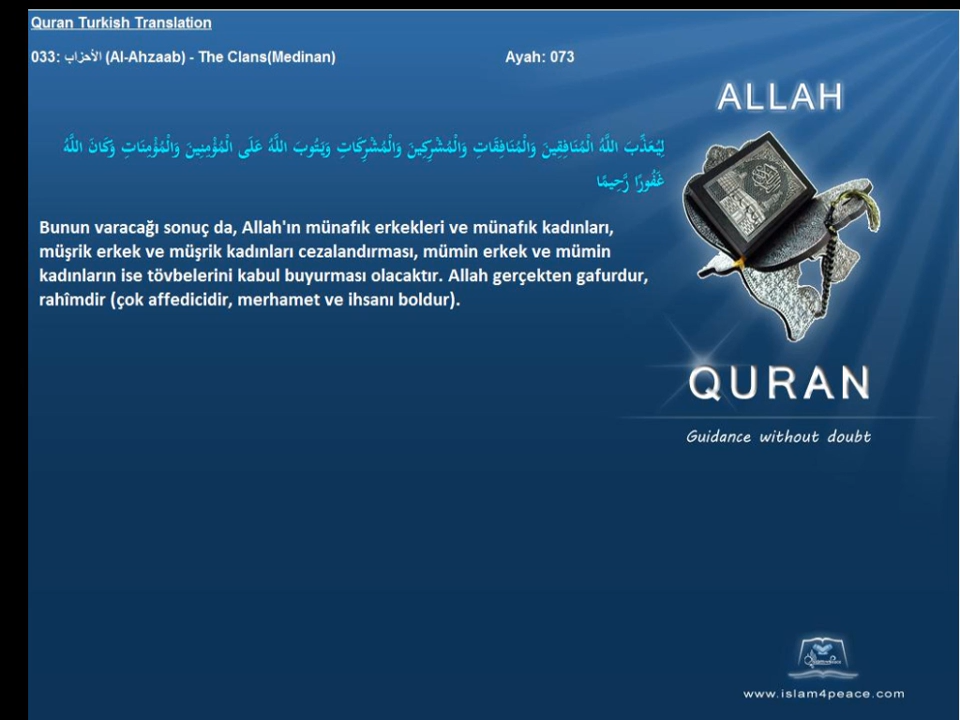 Quran Turkish Translation
033: الأحزاب (Al-Ahzaab) - The Clans(Medinan) Ayah: 073
ALLAH
لِيُعَذِّبَ اللَّهُ الْمُنَافِقِينَ وَالْمُنَافِقَاتِ وَالْمُشْرِكِينَ وَالْمُشْرِكَاتِ وَيَتُوبَ اللَّهُ عَلَى الْمُؤْمِنِينَ وَالْمُؤْمِنَاتِ وَكَانَ اللَّهُ
غَفُورًا رَّحِيمًا
Bunun varacağı sonuç da, Allah'ın münafık erkekleri ve münafık kadınları,
müşrik erkek ve müşrik kadınları cezalandırması, mümin erkek ve mümin
kadınların ise tövbelerini kabul buyurması olacaktır. Allah gerçekten gafurdur,
rahîmdir (çok affedicidir, merhamet ve ihsanı boldur).
QURAN
Guidance without doubt
www.islam4peace.com